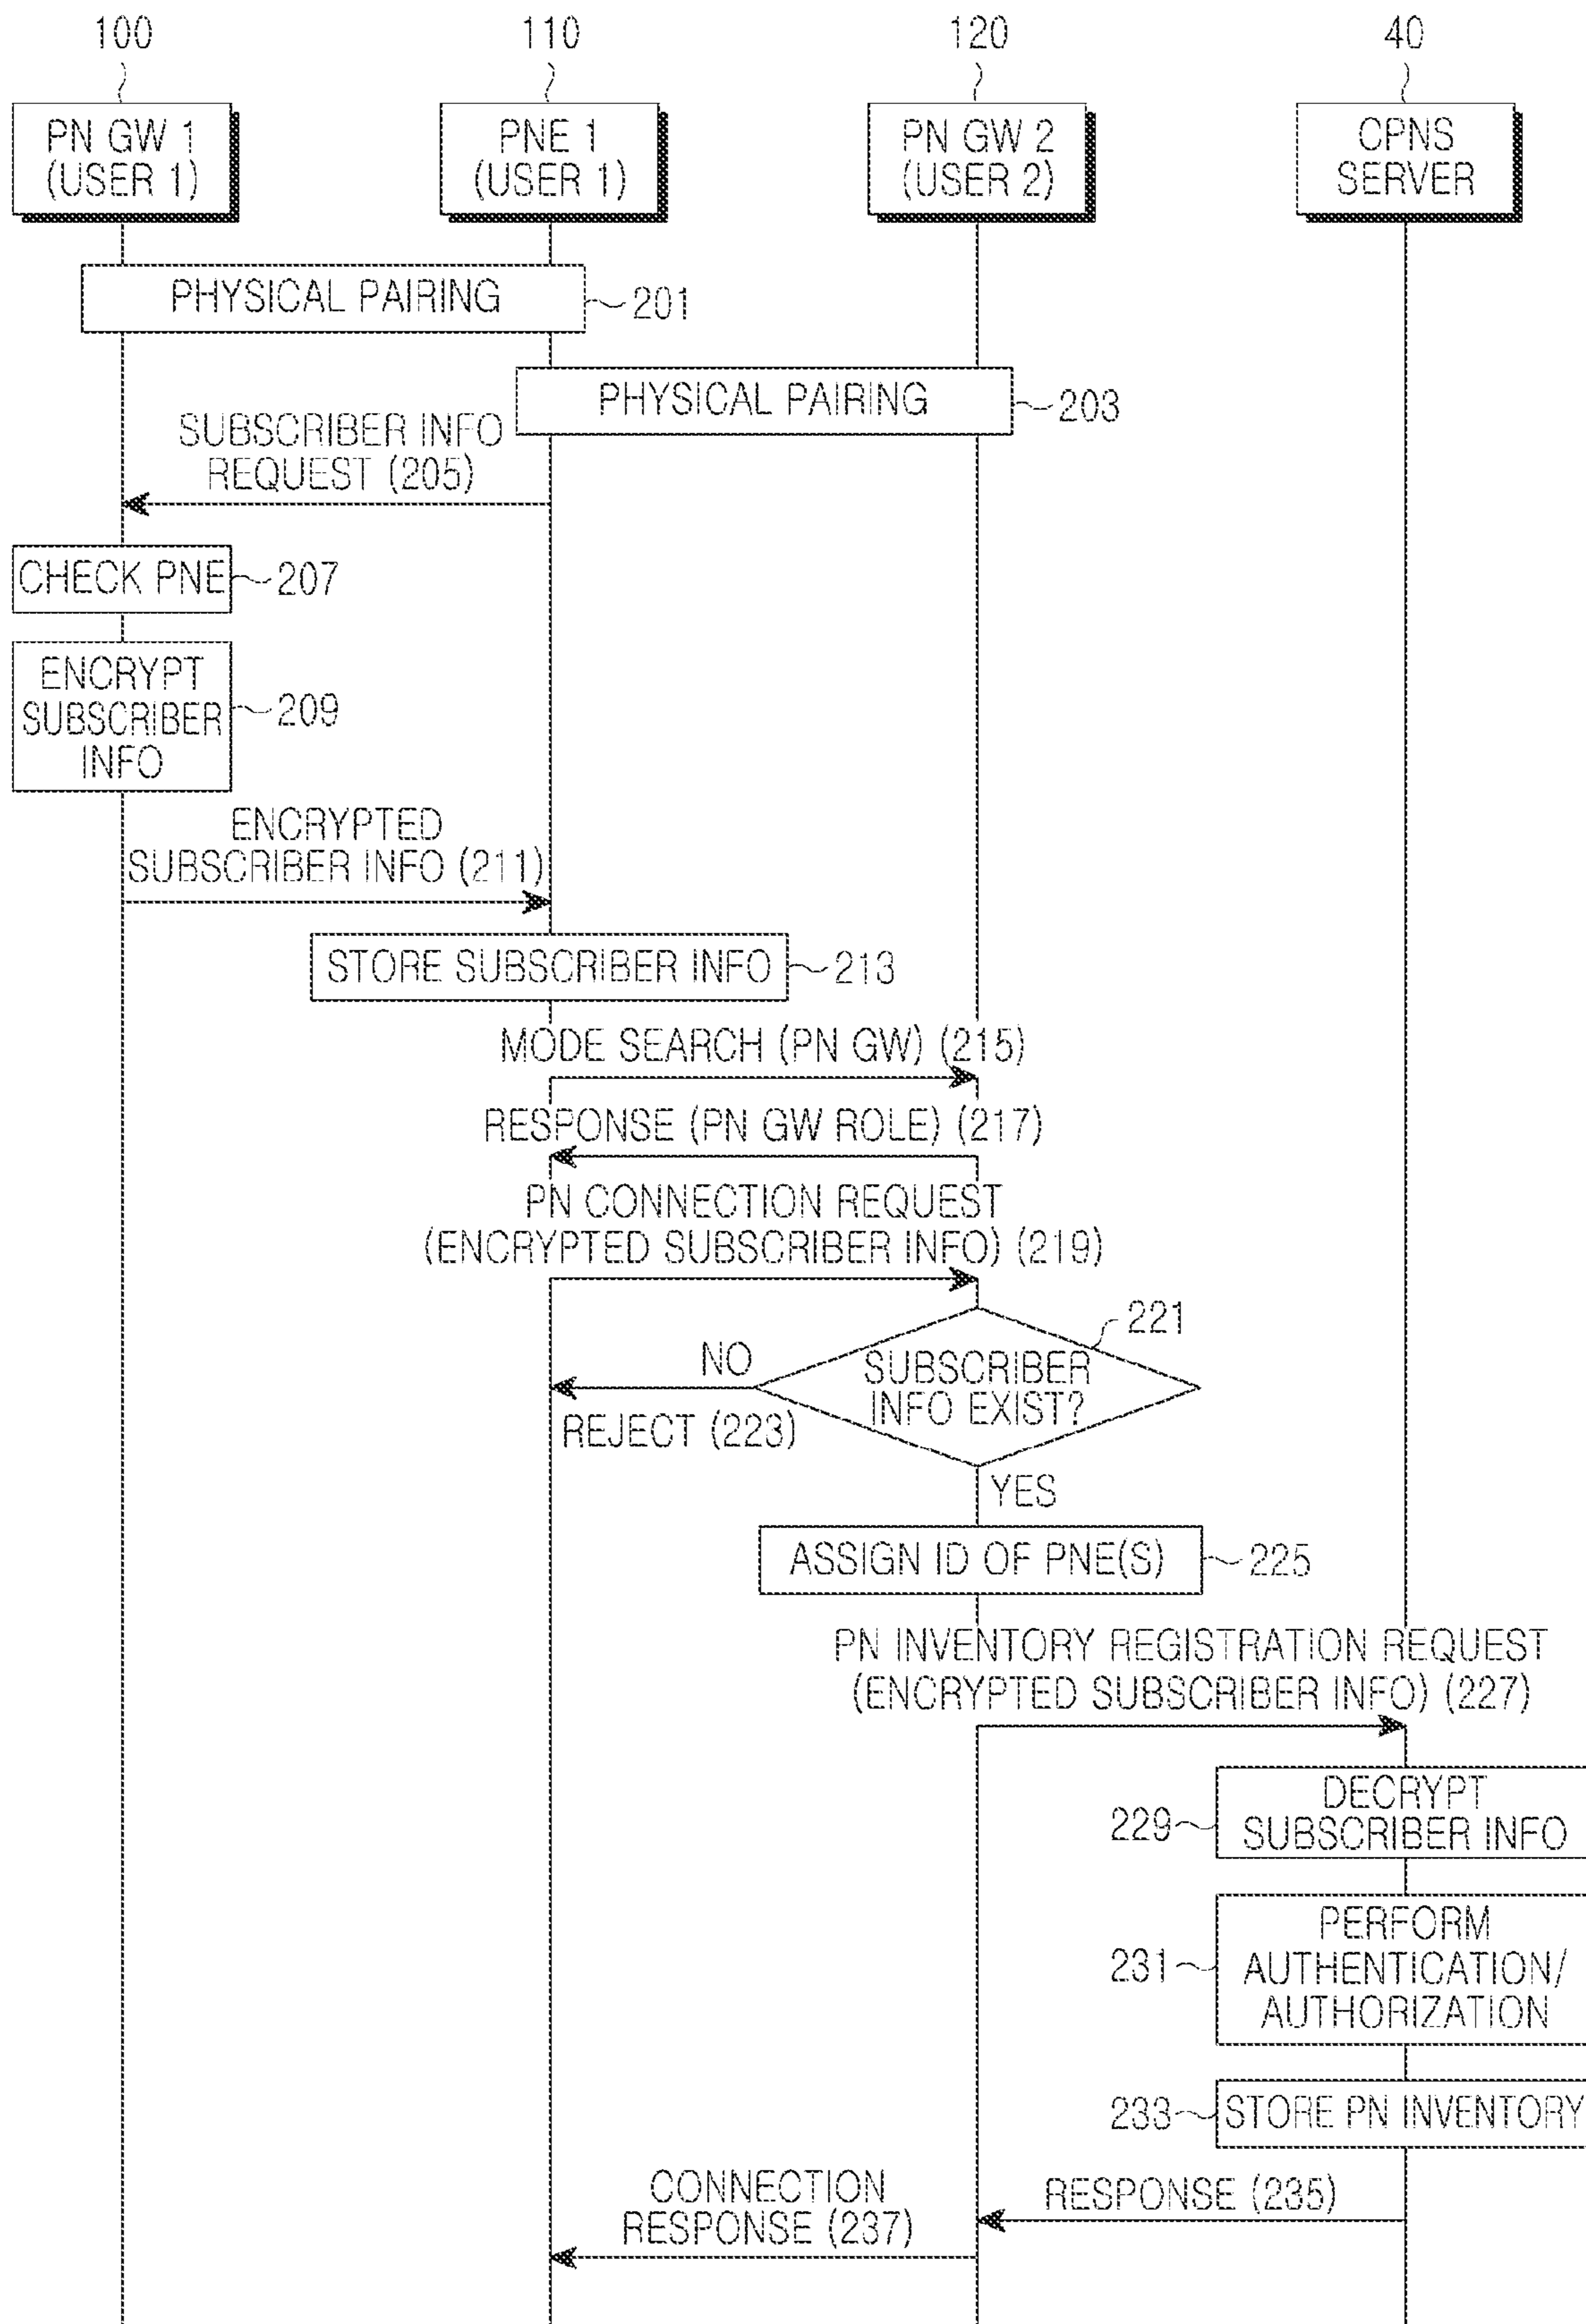 100
110
120
40
PN GW 1
(USER 1)
PNE 1
(USER 1)
PN GW 2
(USER 2)
CPNS
SERVER
PHYSICAL PAIRING
201
PHYSICAL PAIRING
203
SUBSCRIBER INFO
REQUEST (205)
CHECK PNE
207
ENCRYPT
SUBSCRIBER
INFO
209
ENCRYPTED
SUBSCRIBER INFO (211)
STORE SUBSCRIBER INFO
213
MODE SEARCH (PN GW) (215)
RESPONSE (PN GW ROLE) (217)
PN CONNECTION REQUEST
(ENCRYPTED SUBSCRIBER INFO) (219)
221
SUBSCRIBER
INFO EXIST?
NO
REJECT (223)
YES
ASSIGN ID OF PNE(S)
225
PN INVENTORY REGISTRATION REQUEST
(ENCRYPTED SUBSCRIBER INFO) (227)
229
DECRYPT
SUBSCRIBER INFO
231
PERFORM
AUTHENTICATION/
AUTHORIZATION
233
STORE PN INVENTORY
RESPONSE (235)
CONNECTION
RESPONSE (237)